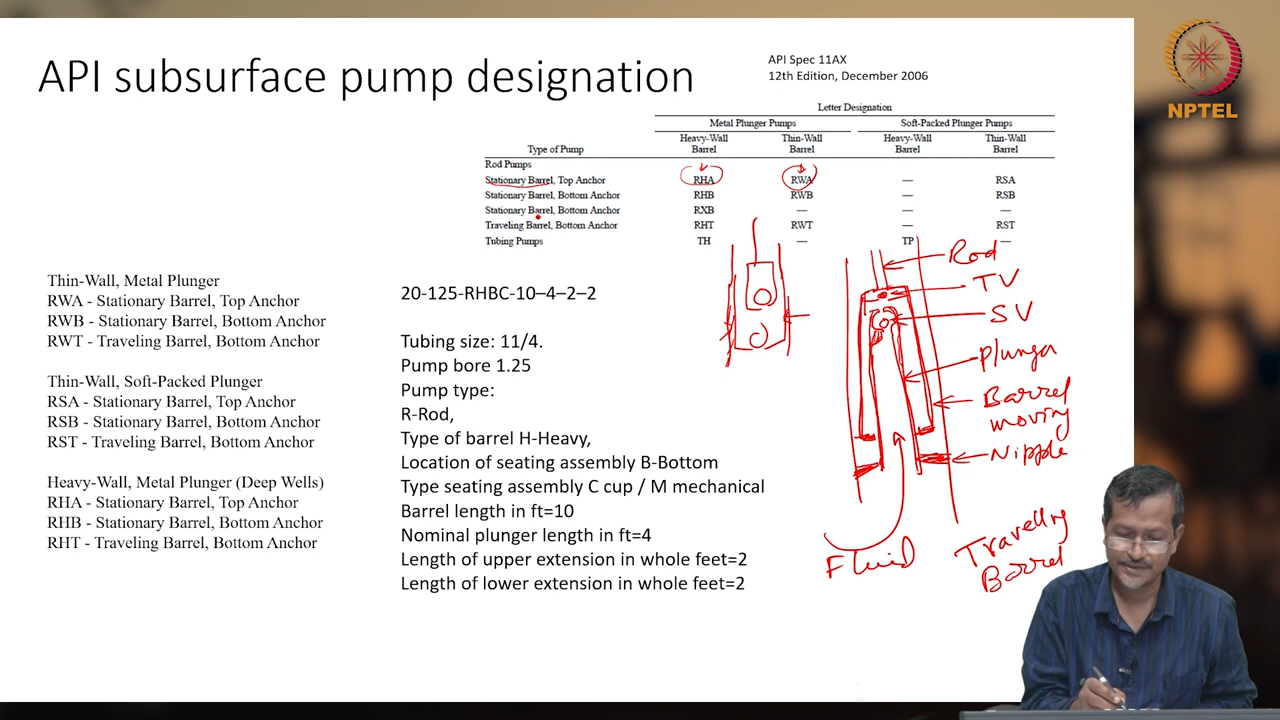 API subsurface pump designation
API Spec 11AX
12th Edition, December 2006
Letter Designation
Metal Plunger Pumps Soft-Packed Plunger Pumps
Type of Pump Heavy-Wall Barrel Thin-Wall Barrel Heavy-Wall Barrel Thin-Wall Barrel
Rod Pumps
Stationary Barrel, Top Anchor RHA RWA — RSA
Stationary Barrel, Bottom Anchor RHB RWB — RSB
Stationary Barrel, Bottom Anchor RXB — — —
Traveling Barrel, Bottom Anchor RHT RWT — RST
Tubing Pumps TH — TP —
Thin-Wall, Metal Plunger
RWA - Stationary Barrel, Top Anchor
RWB - Stationary Barrel, Bottom Anchor
RWT - Traveling Barrel, Bottom Anchor
Thin-Wall, Soft-Packed Plunger
RSA - Stationary Barrel, Top Anchor
RSB - Stationary Barrel, Bottom Anchor
RST - Traveling Barrel, Bottom Anchor
Heavy-Wall, Metal Plunger (Deep Wells)
RHA - Stationary Barrel, Top Anchor
RHB - Stationary Barrel, Bottom Anchor
RHT - Traveling Barrel, Bottom Anchor
20-125-RHBC-10–4–2–2
Tubing size: 11/4.
Pump bore 1.25
Pump type:
R-Rod,
Type of barrel H-Heavy,
Location of seating assembly B-Bottom
Type seating assembly C cup / M mechanical
Barrel length in ft=10
Nominal plunger length in ft=4
Length of upper extension in whole feet=2
Length of lower extension in whole feet=2
Rod
TV
SV
Plunger
Barrel
moving
Nipple
Fluid
Travelling
Barrel
NPTEL